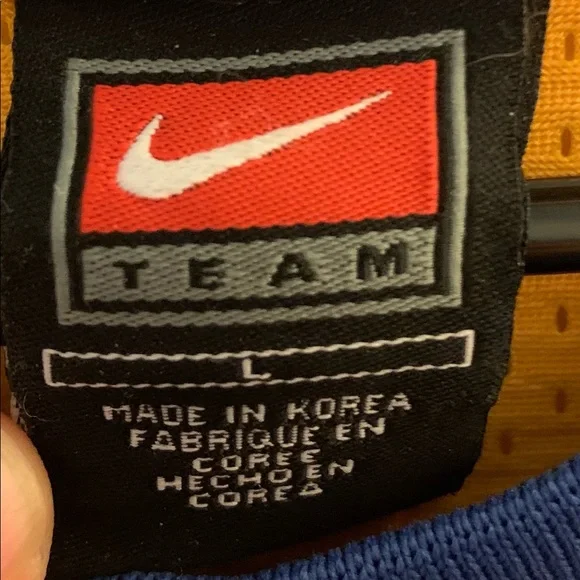 TEAM
L
MADE IN KOREA
FABRIQUE EN
COREE
HECHO EN
COREA